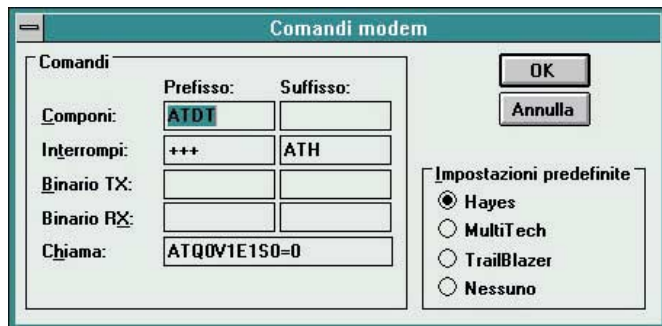 Comandi modem
Comandi
Prefisso: Suffisso:
Componi: ATDT
Interrompi: +++ ATH
Binario TX:
Binario RX:
Chiama: ATQ0V1E1S0=0
OK
Annulla
Impostazioni predefinite
Hayes
MultiTech
TrailBlazer
Nessuno